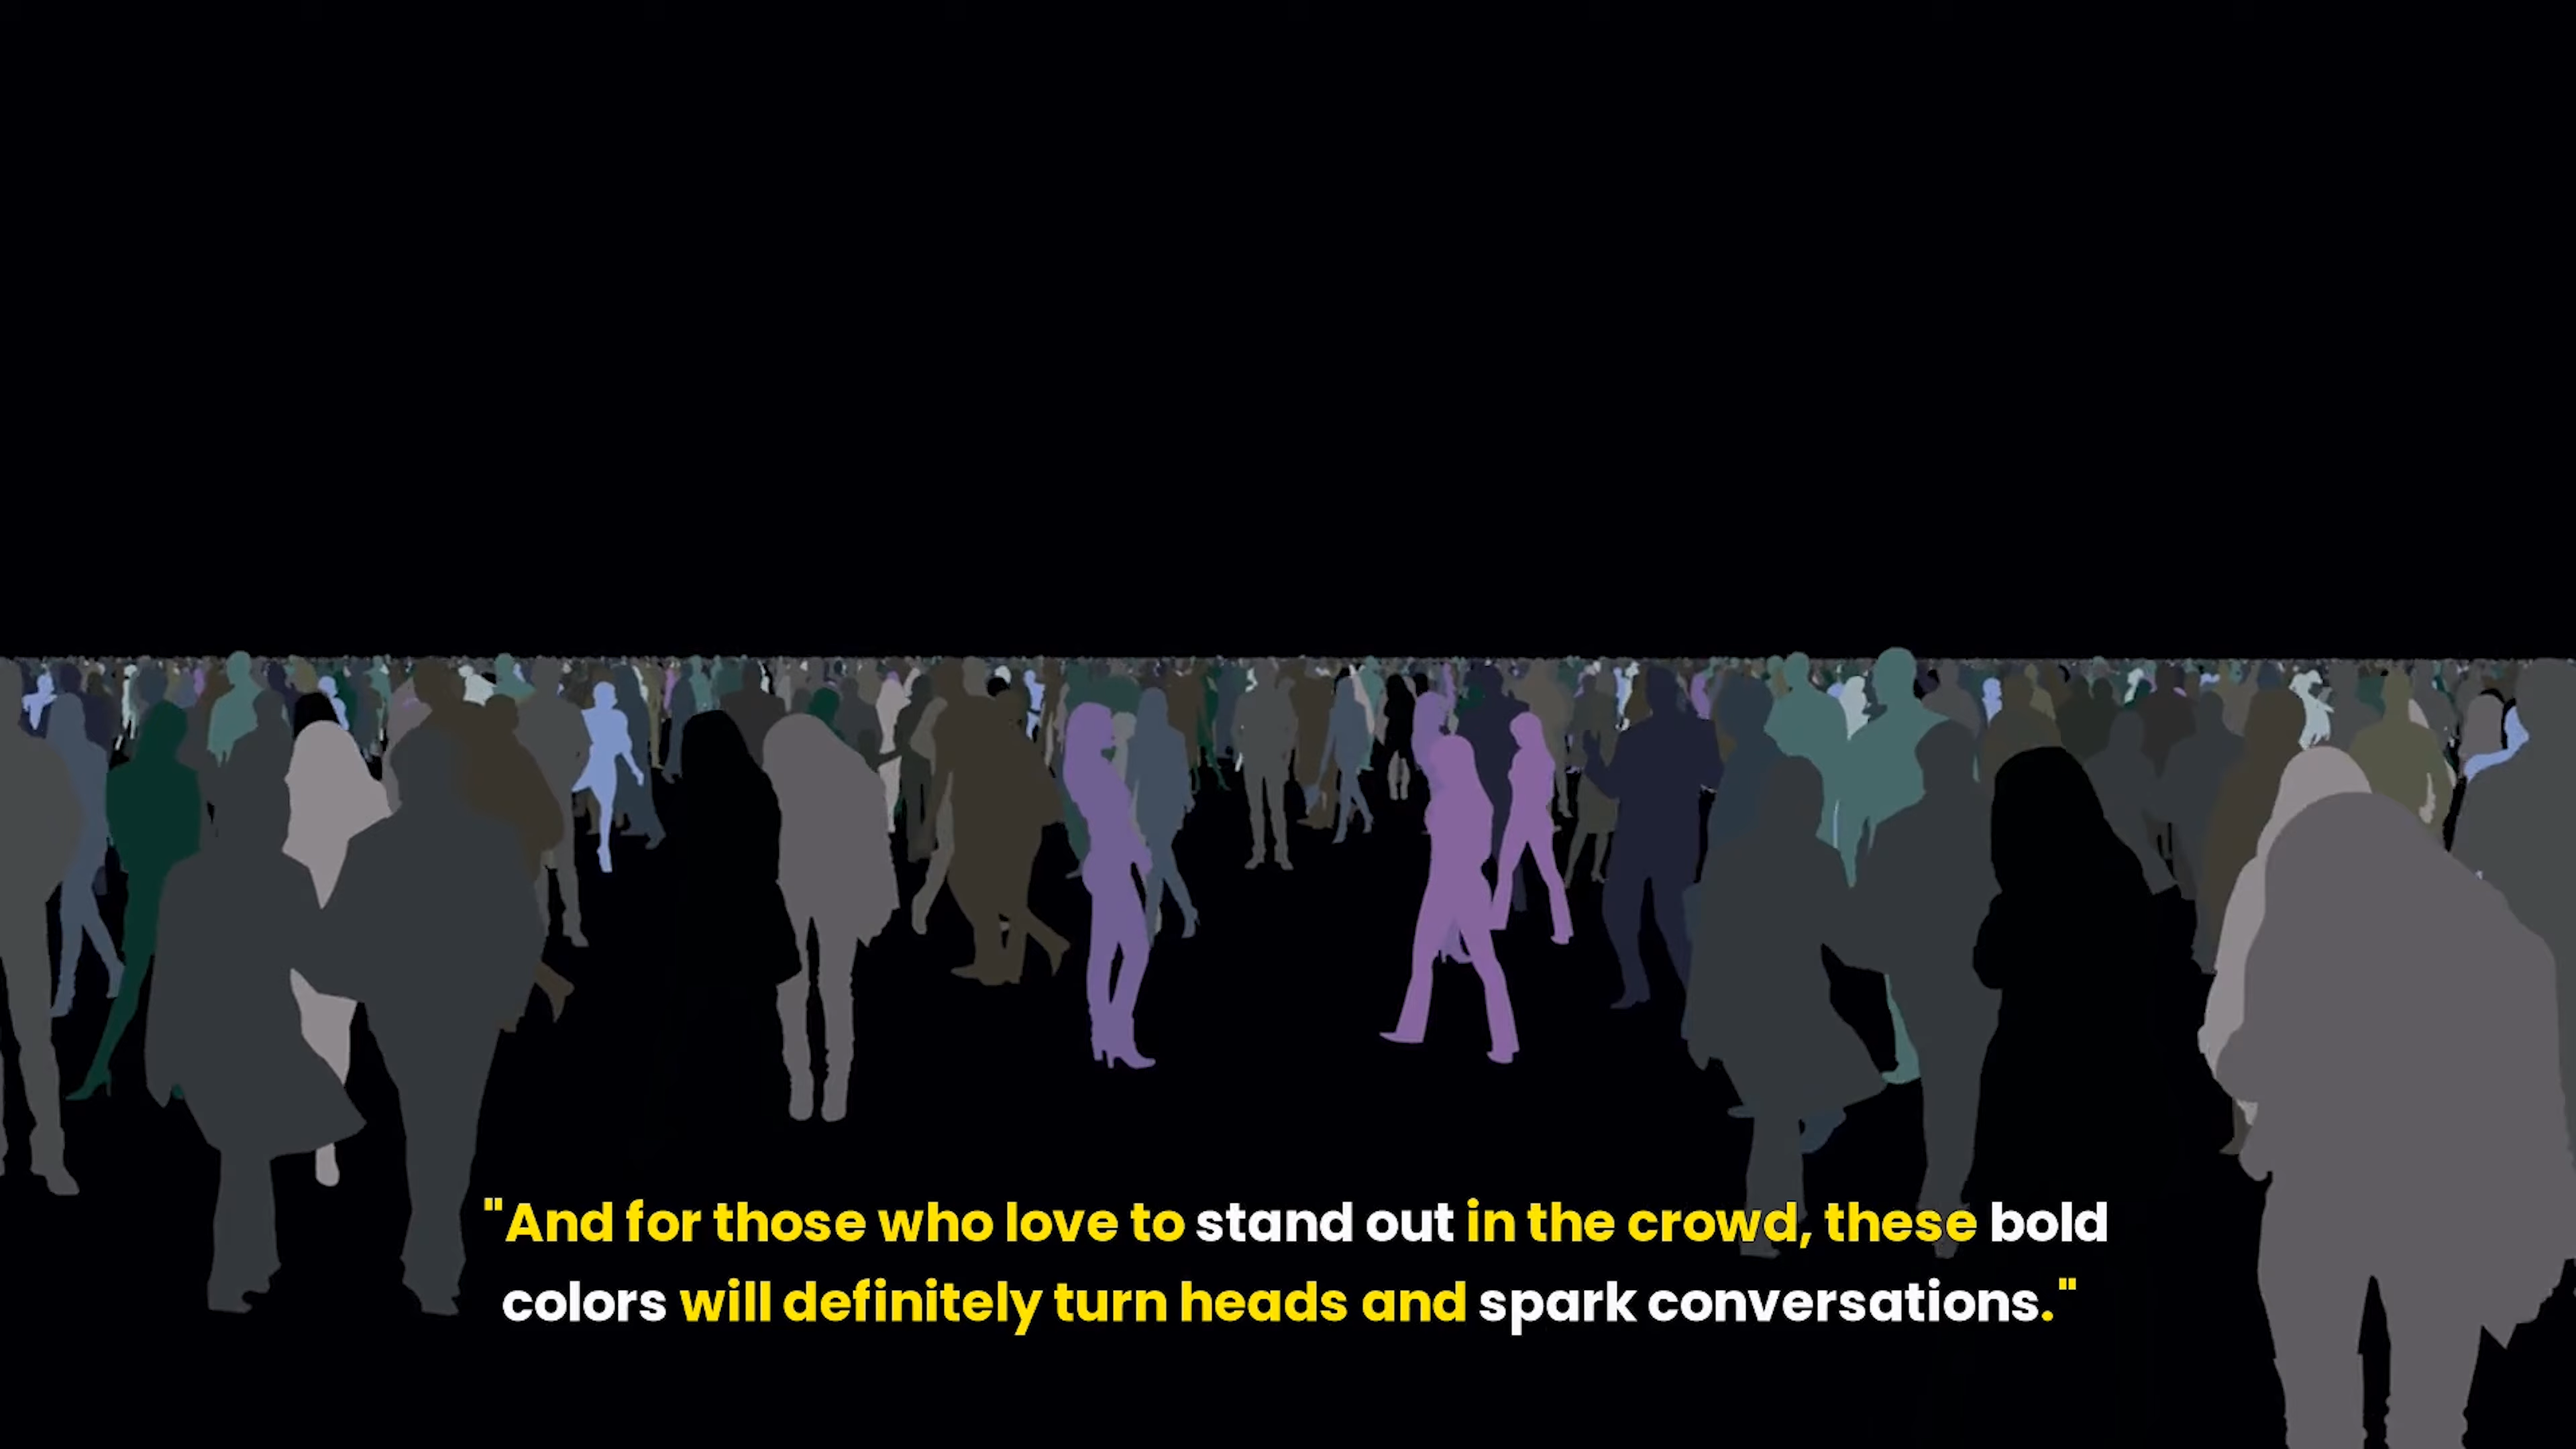 "And for those who love to stand out in the crowd, these bold
colors will definitely turn heads and spark conversations."